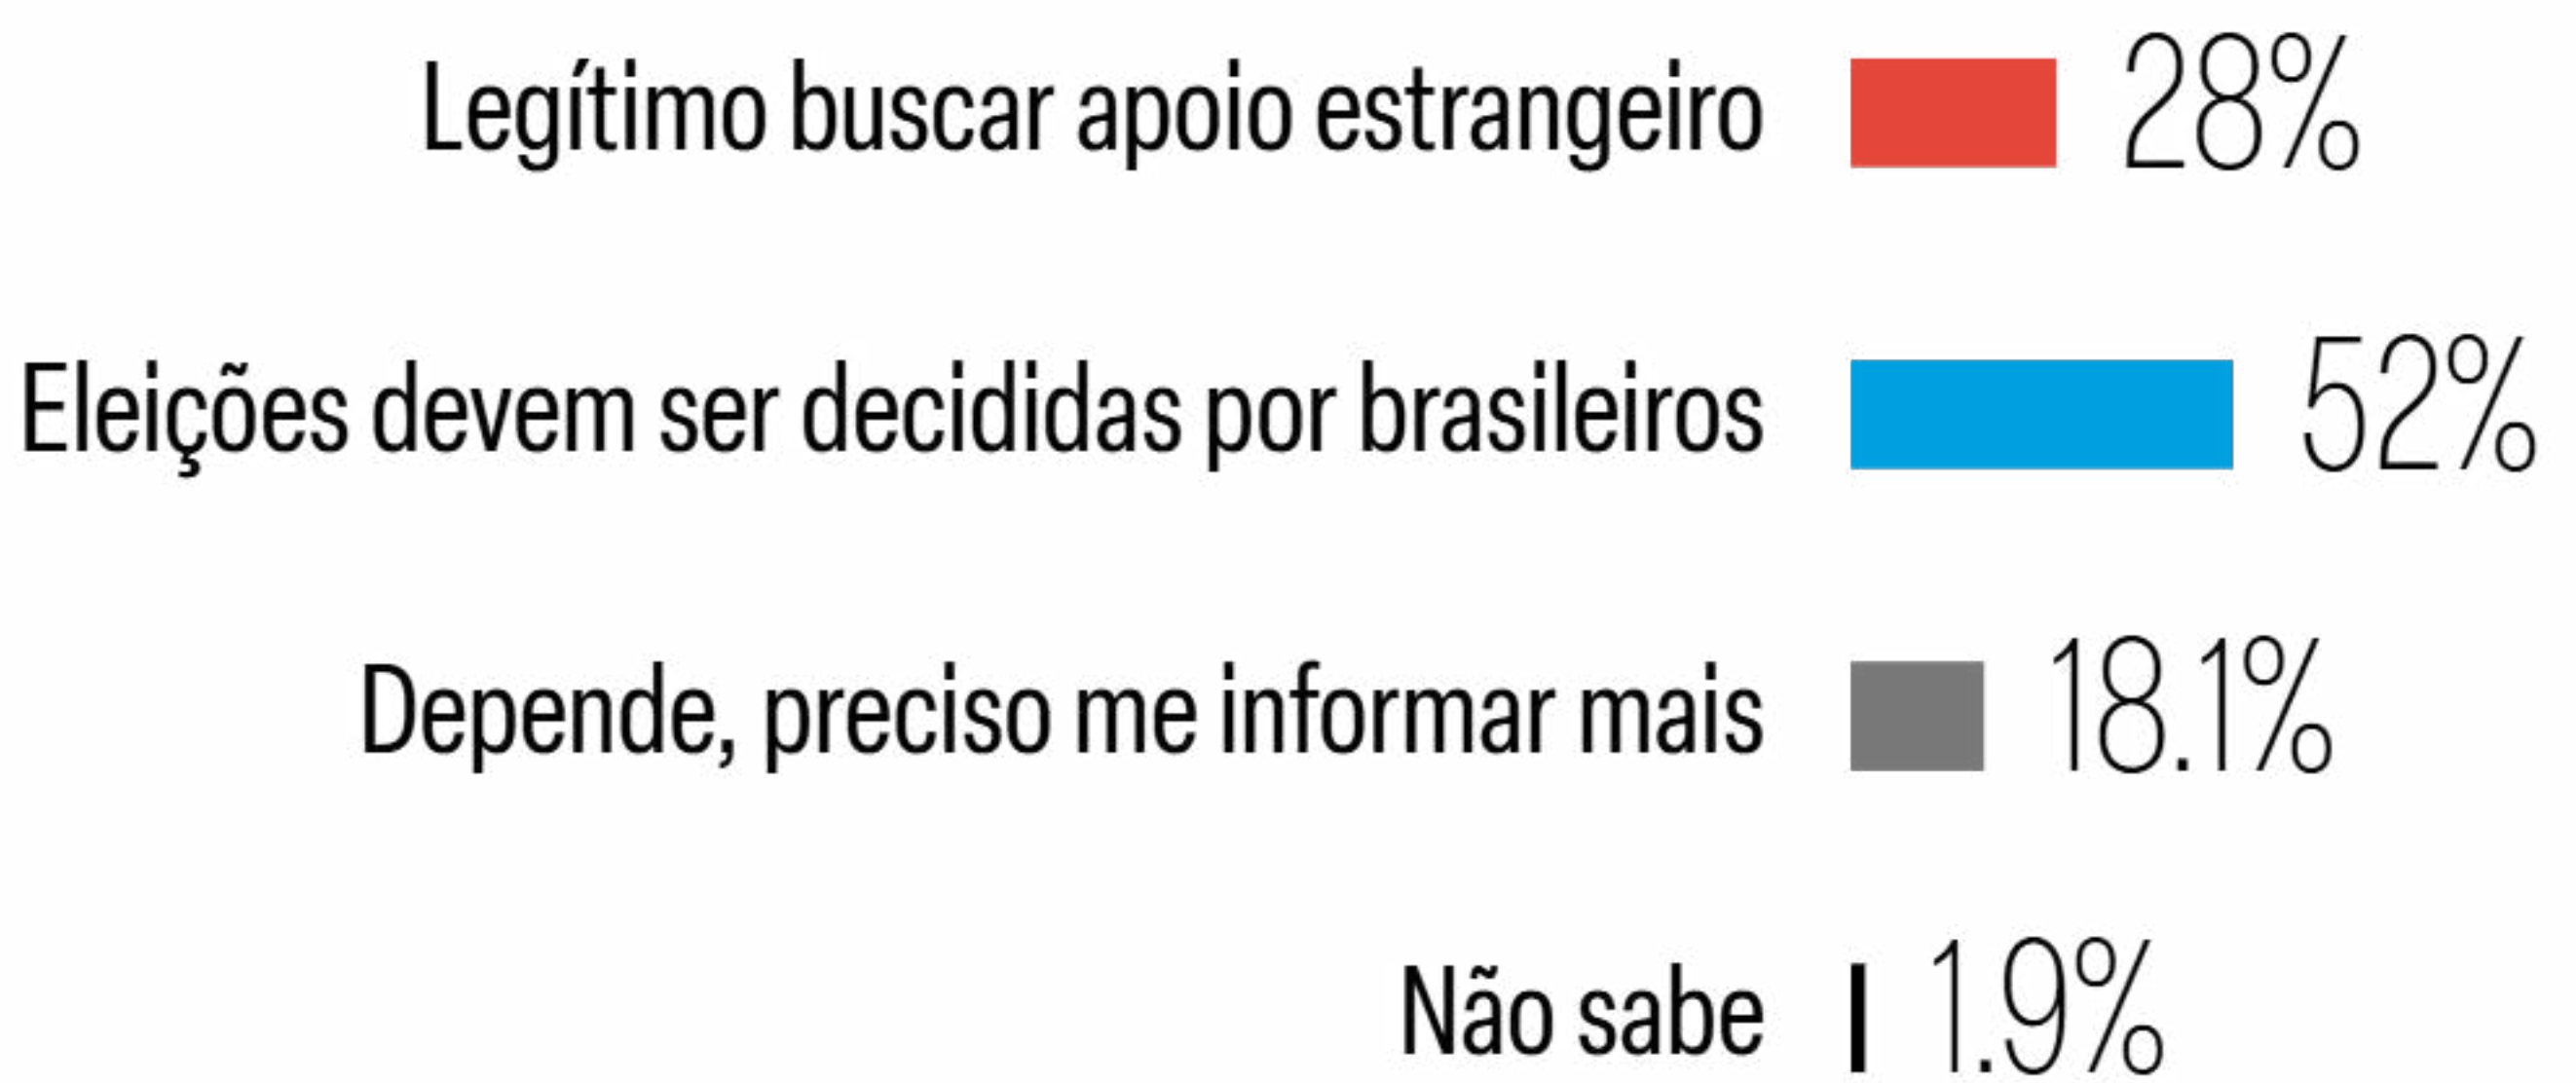 Legítimo buscar apoio estrangeiro 28%
Eleições devem ser decididas por brasileiros 52%
Depende, preciso me informar mais 18.1%
Não sabe 1.9%